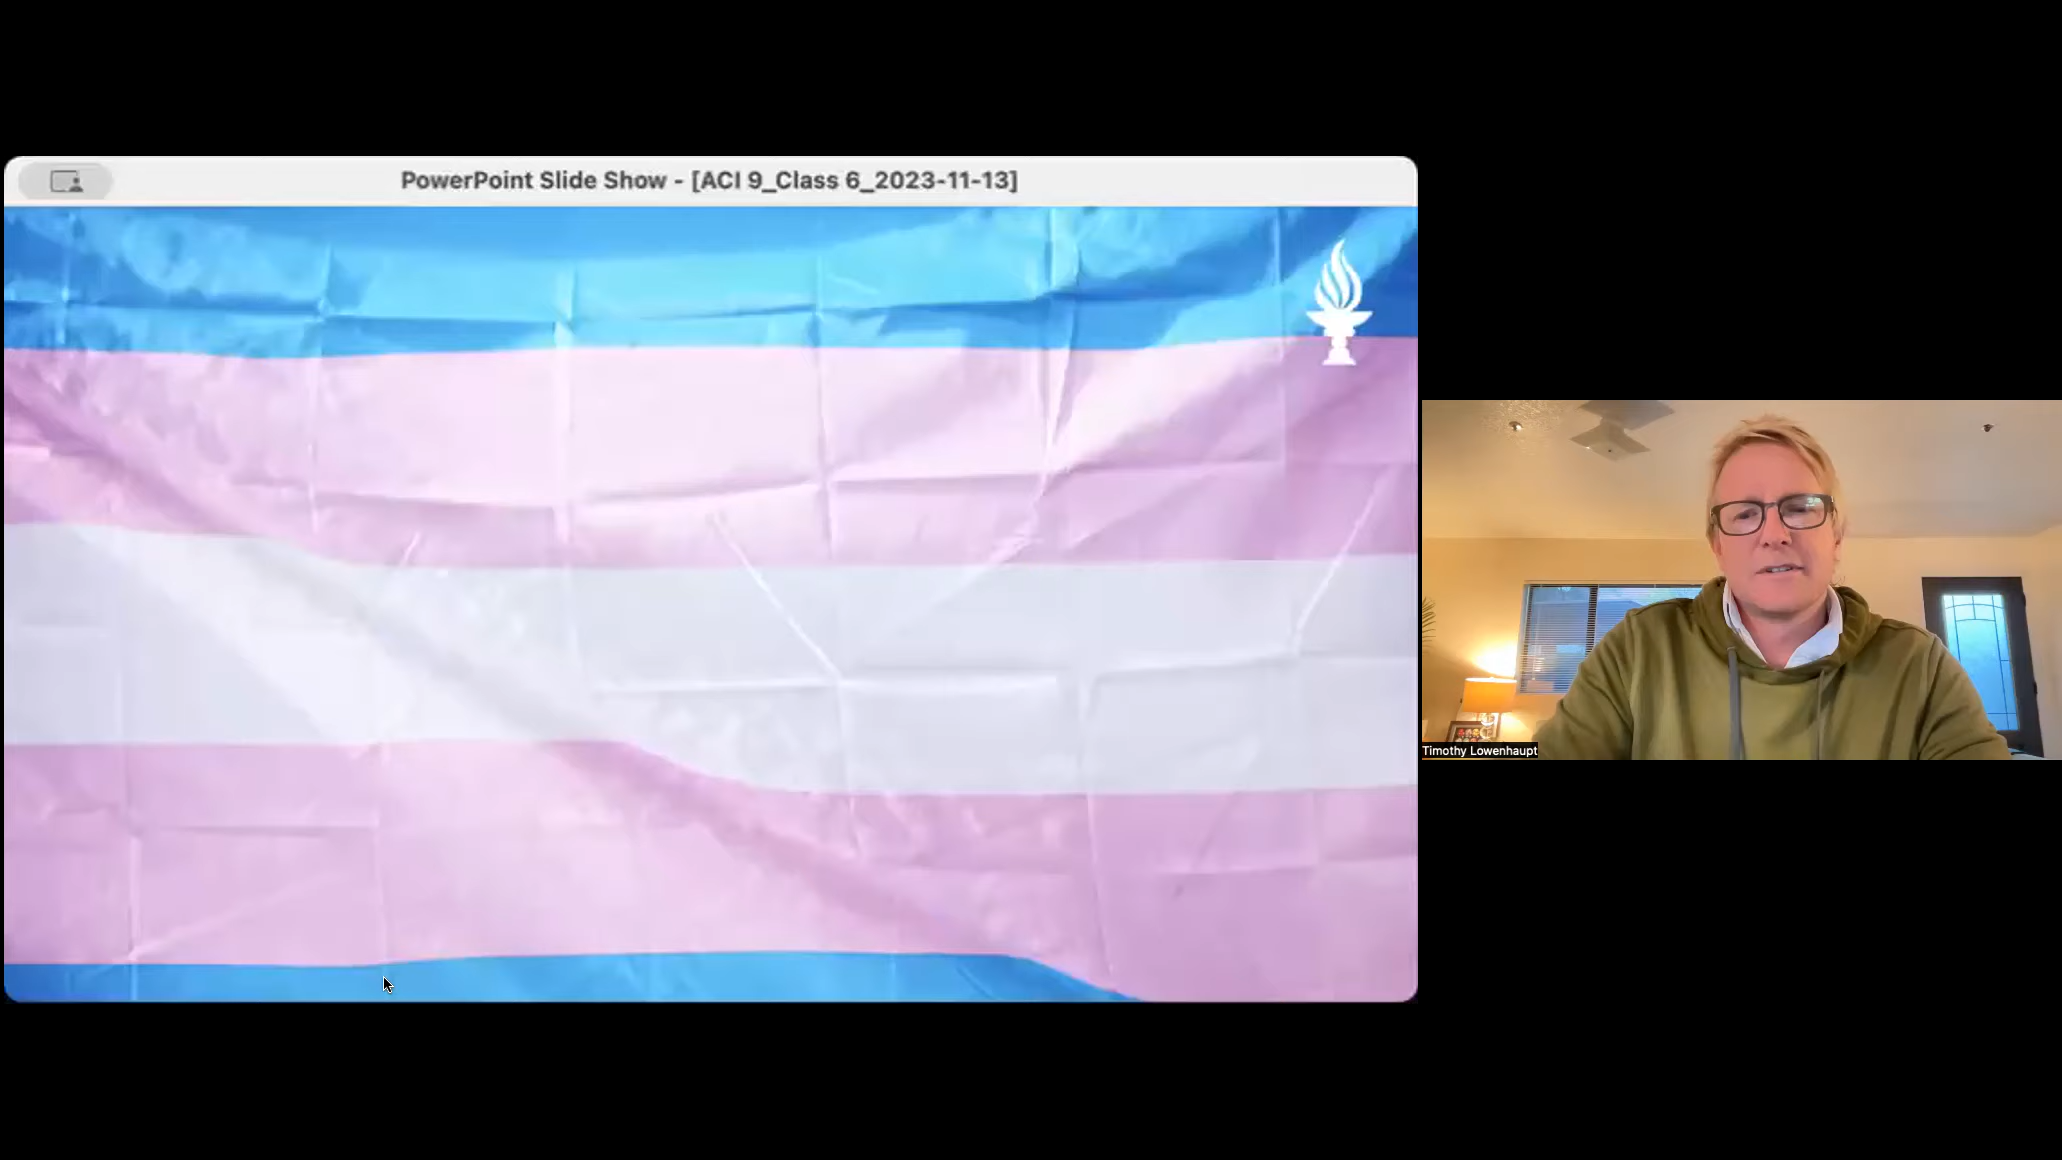 PowerPoint Slide Show - [ACI 9_Class 6_2023-11-13]
Timothy Lowenhaupt